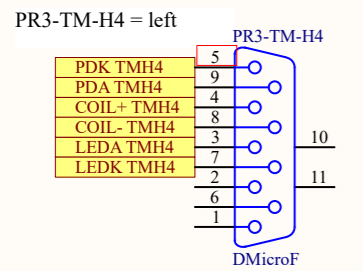 PR3-TM-H4 = left
PR3-TM-H4
PDK TMH4 5
PDA TMH4 9
COIL+ TMH4 4
COIL- TMH4 8
LEDA TMH4 3
LEDK TMH4 7
2
6
1
10
11
DMicroF